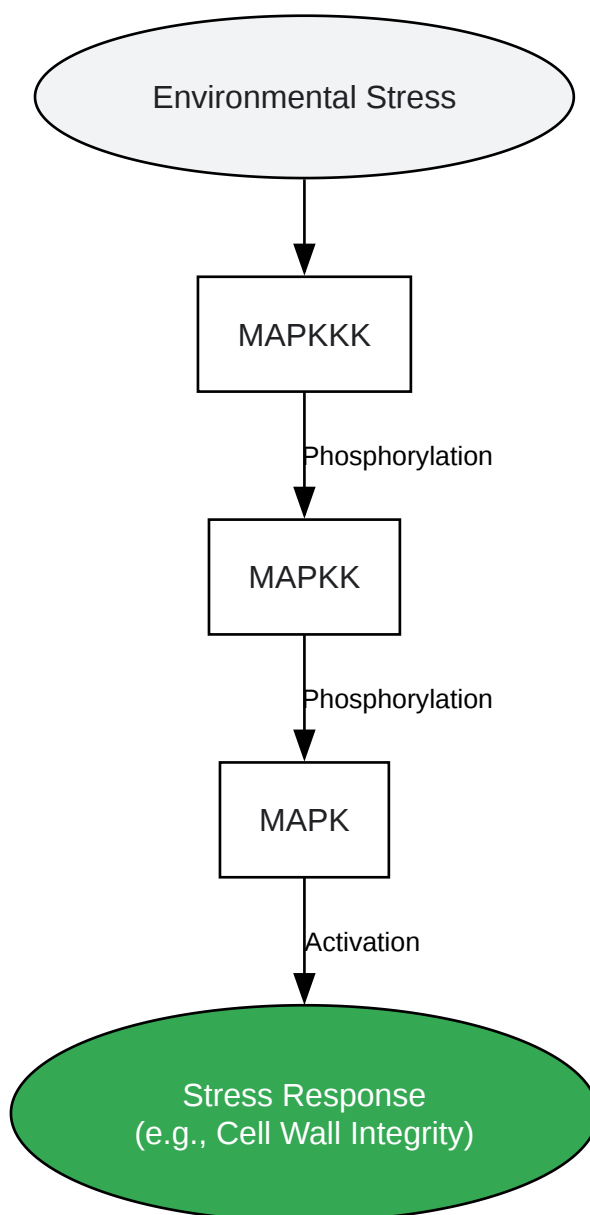 Environmental Stress
MAPKKK
Phosphorylation
MAPKK
Phosphorylation
MAPK
Activation
Stress Response
(e.g., Cell Wall Integrity)